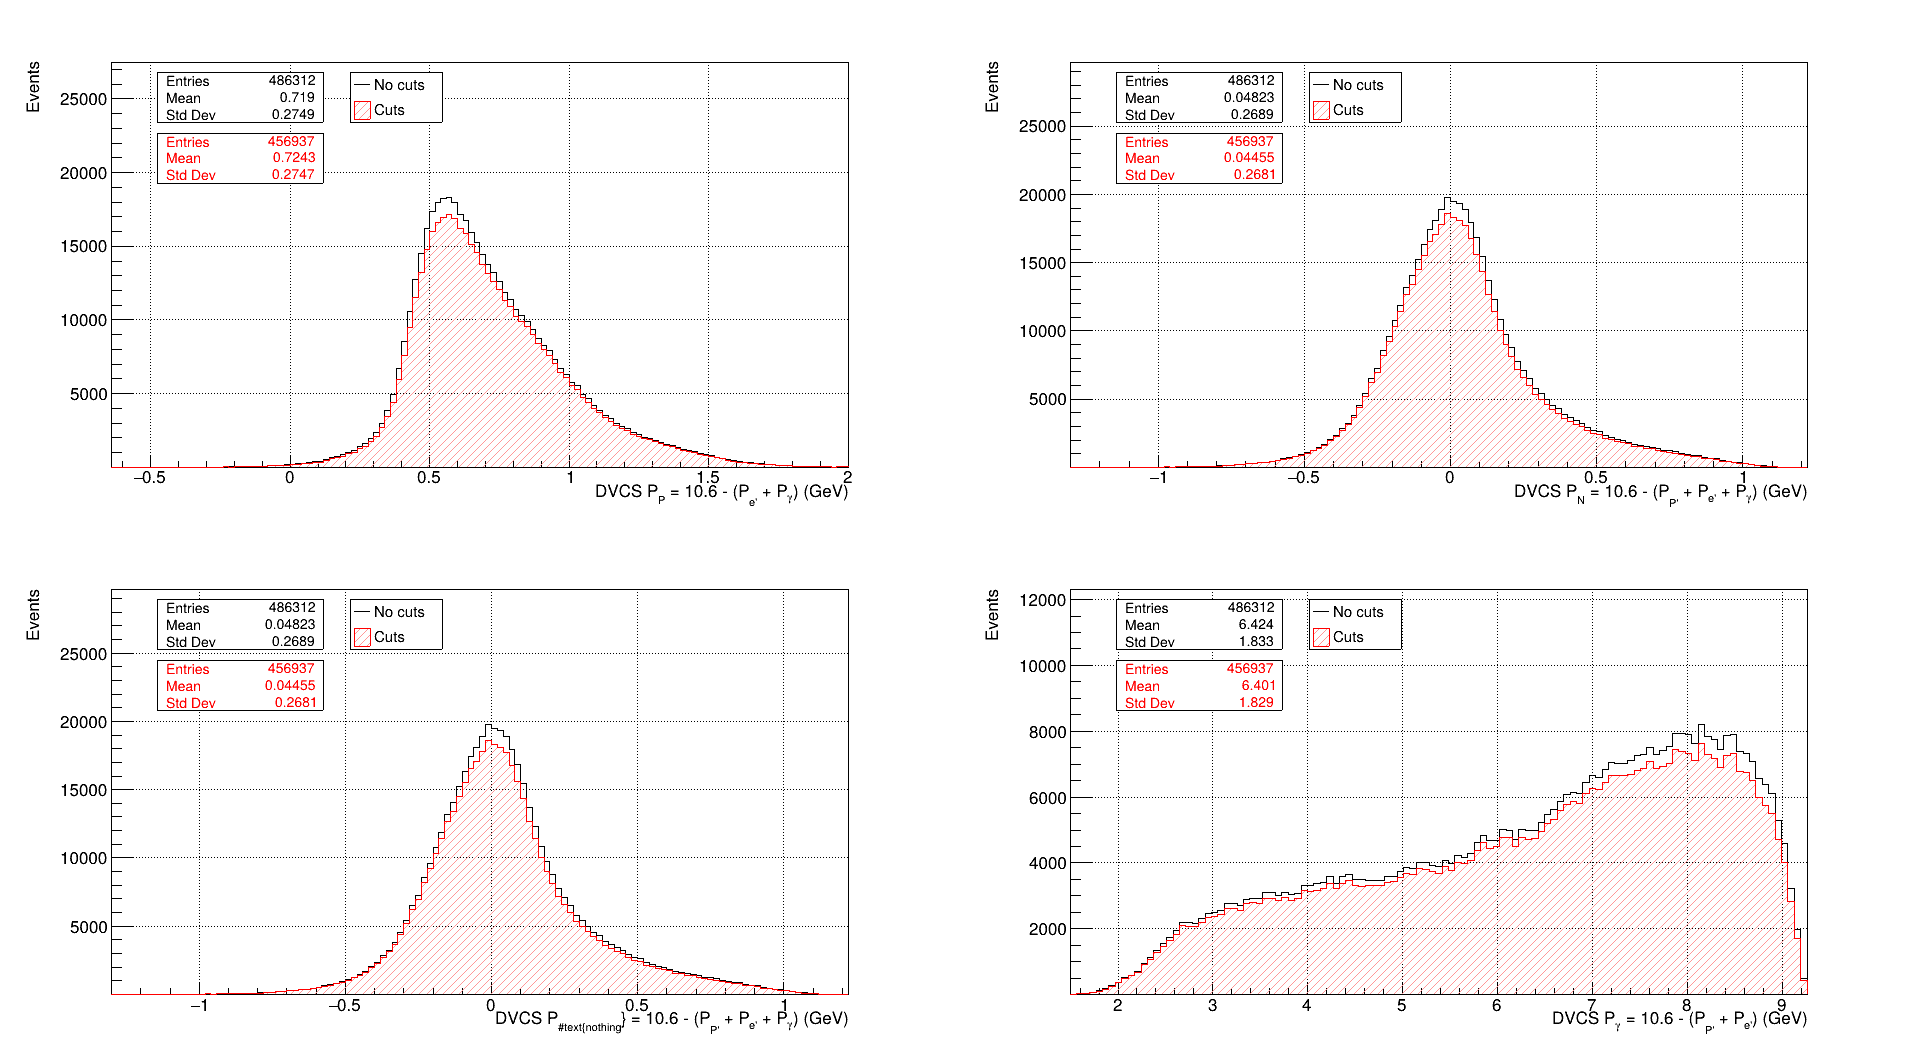 Events
25000
20000
15000
10000
5000
Entries 486312
Mean 0.719
Std Dev 0.2749
Entries 456937
Mean 0.7243
Std Dev 0.2747
No cuts
Cuts
−0.5 0 0.5 1 1.5 2
DVCS P_P = 10.6 - (P_e' + P_γ) (GeV)
Events
25000
20000
15000
10000
5000
Entries 486312
Mean 0.04823
Std Dev 0.2689
Entries 456937
Mean 0.04455
Std Dev 0.2681
No cuts
Cuts
−1 −0.5 0 0.5 1
DVCS P_N = 10.6 - (P_P' + P_e' + P_γ) (GeV)
Events
25000
20000
15000
10000
5000
Entries 486312
Mean 0.04823
Std Dev 0.2689
Entries 456937
Mean 0.04455
Std Dev 0.2681
No cuts
Cuts
−1 −0.5 0 0.5 1
DVCS P_#text{nothing} = 10.6 - (P_P' + P_e' + P_γ) (GeV)
Events
12000
10000
8000
6000
4000
2000
Entries 486312
Mean 6.424
Std Dev 1.833
Entries 456937
Mean 6.401
Std Dev 1.829
No cuts
Cuts
2 3 4 5 6 7 8 9
DVCS P_γ = 10.6 - (P_P' + P_e') (GeV)